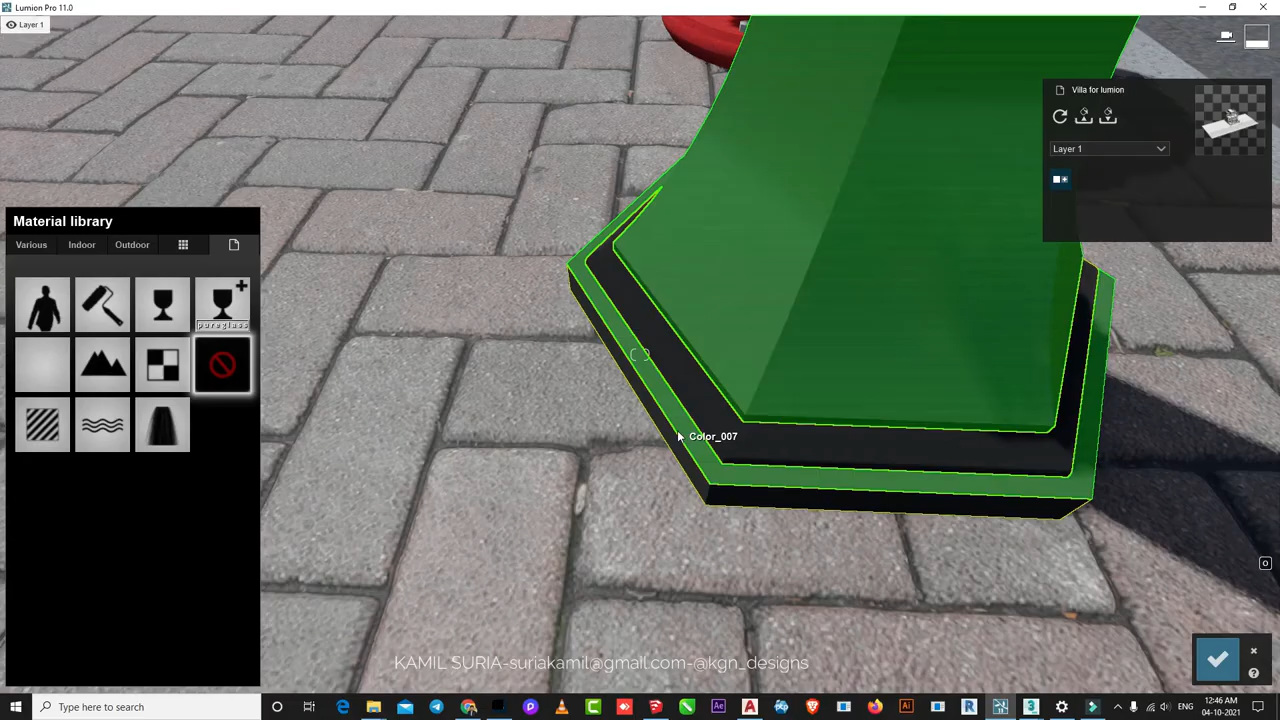 Lumion Pro 11.0
Layer 1
Villa for lumion
Layer 1
Material library
Various
Indoor
Outdoor
pureglass
Color_007
KAMIL SURIA-suriakamil@gmail.com-@kgn_designs
Type here to search
ENG
12:46 AM
04-10-2021